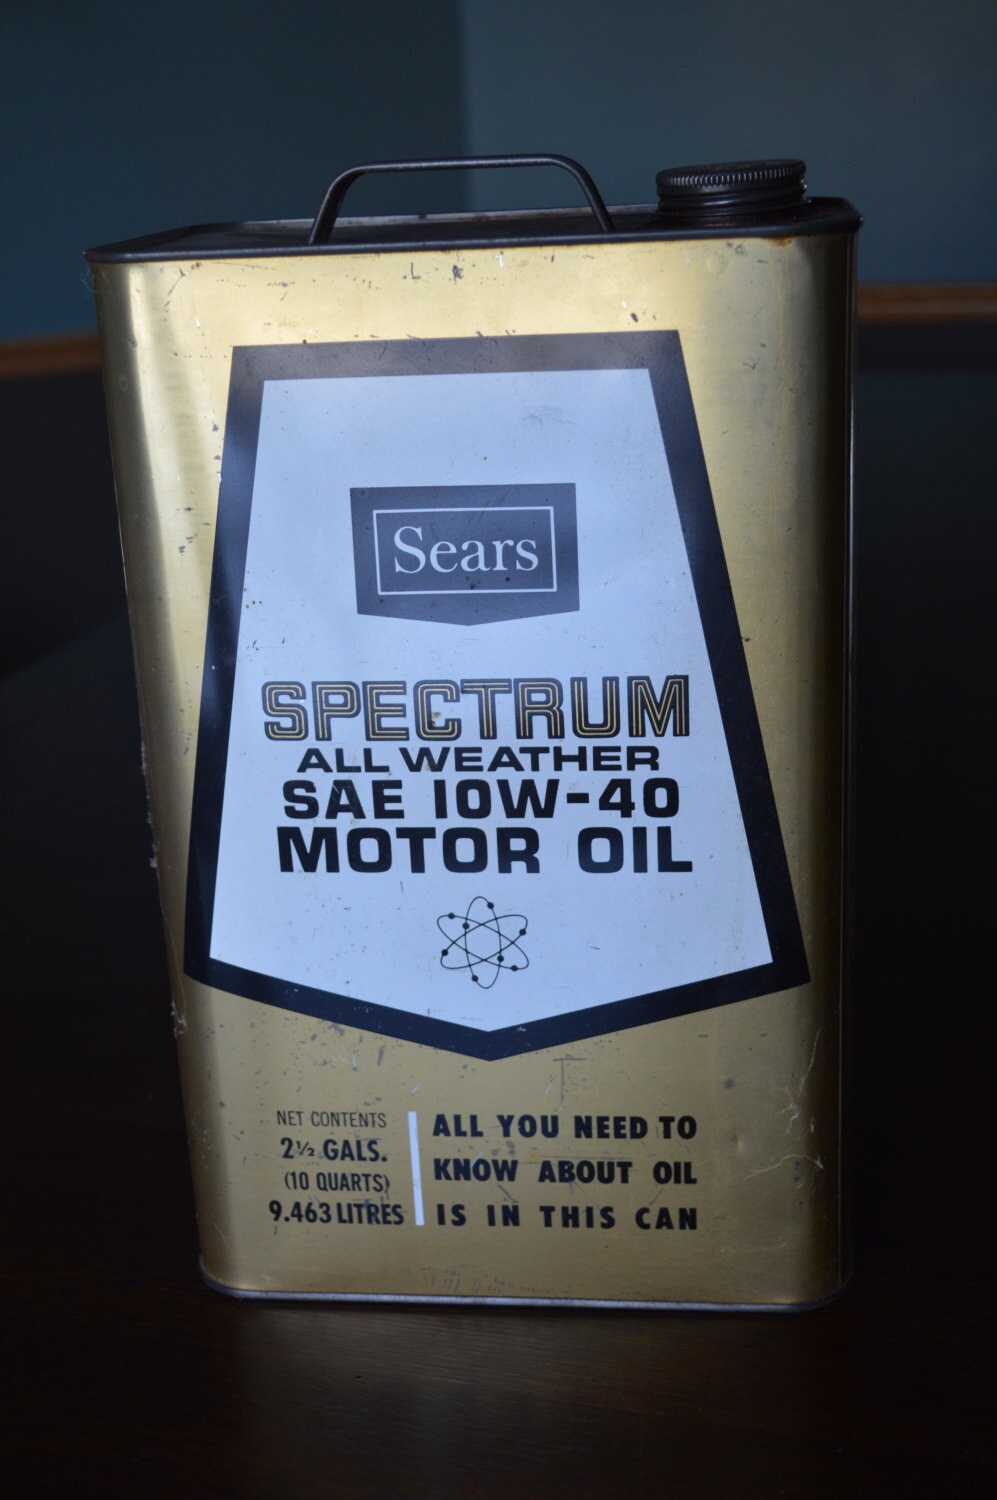 Sears
SPECTRUM
ALL WEATHER
SAE 10W-40
MOTOR OIL
NET CONTENTS
2½ GALS.
(10 QUARTS)
9.463 LITRES
ALL YOU NEED TO
KNOW ABOUT OIL
IS IN THIS CAN